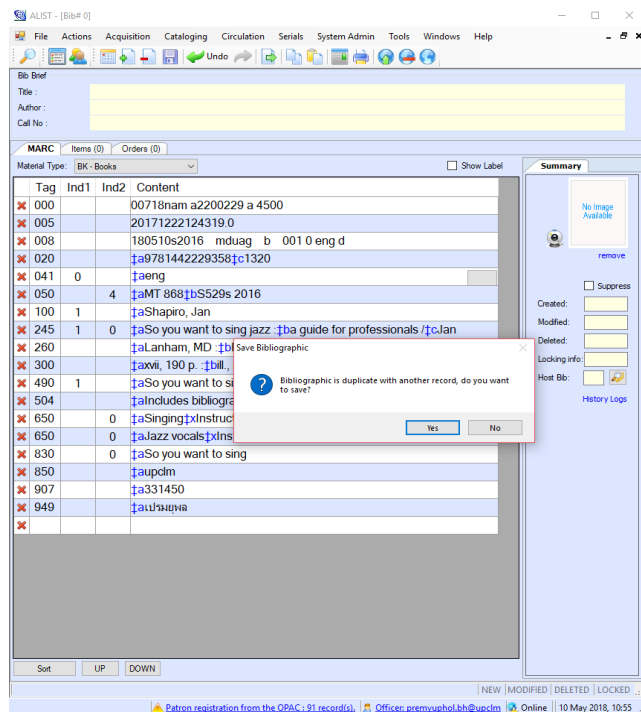 ALIST - [Bib# 0]
File Actions Acquisition Cataloging Circulation Serials System Admin Tools Windows Help
Undo
Bib Brief
Title :
Author :
Call No :
MARC Items (0) Orders (0)
Material Type: BK - Books Show Label
Tag Ind1 Ind2 Content
000 00718nam a2200229 a 4500
005 20171222124319.0
008 180510s2016 mduag b 001 0 eng d
020 ‡a9781442229358‡c1320
041 0 ‡aeng
050 4 ‡aMT 868‡bS529s 2016
100 1 ‡aShapiro, Jan
245 1 0 ‡aSo you want to sing jazz :‡ba guide for professionals /‡cJan
260 ‡aLanham, MD :‡bl
300 ‡axvii, 190 p. :‡bill.,
490 1 ‡aSo you want to si
504 ‡aIncludes bibliogra
650 0 ‡aSinging‡xInstruct
650 0 ‡aJazz vocals‡xIns
830 0 ‡aSo you want to sing
850 ‡aupclm
907 ‡a331450
949 ‡aเปรมยุพล
Save Bibliographic
Bibliographic is duplicate with another record, do you want
to save?
Yes No
Summary
No Image
Available
remove
Suppress
Created:
Modified:
Deleted:
Locking info:
Host Bib:
History Logs
Sort UP DOWN
NEW MODIFIED DELETED LOCKED
Patron registration from the OPAC : 91 record(s). Officer: premyuphol.bh@upclm Online 10 May 2018, 10:55